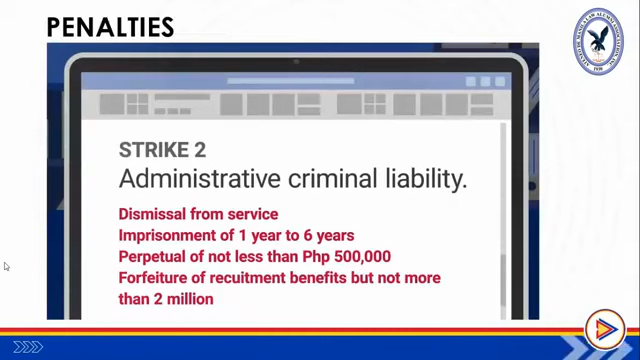 PENALTIES
STRIKE 2
Administrative criminal liability.
Dismissal from service
Imprisonment of 1 year to 6 years
Perpetual of not less than Php 500,000
Forfeiture of recuitment benefits but not more
than 2 million